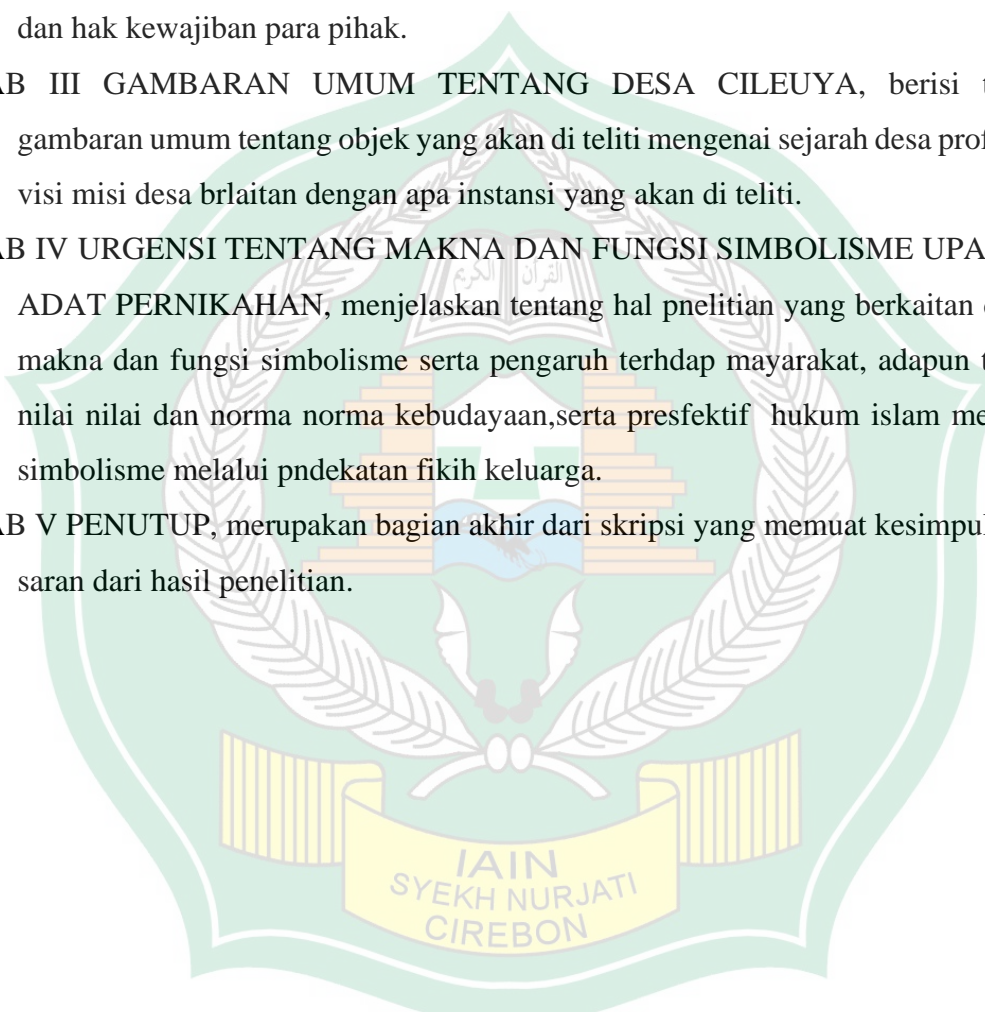 dan hak kewajiban para pihak.
AB III GAMBARAN UMUM TENTANG DESA CILEUYA, berisi t
gambaran umum tentang objek yang akan di teliti mengenai sejarah desa prof
visi misi desa brlaitan dengan apa instansi yang akan di teliti.
AB IV URGENSI TENTANG MAKNA DAN FUNGSI SIMBOLISME UPA
ADAT PERNIKAHAN, menjelaskan tentang hal pnelitian yang berkaitan
makna dan fungsi simbolisme serta pengaruh terhdap mayarakat, adapun t
nilai nilai dan norma norma kebudayaan,serta presfektif hukum islam me
simbolisme melalui pndekatan fikih keluarga.
AB V PENUTUP, merupakan bagian akhir dari skripsi yang memuat kesimpul
saran dari hasil penelitian.
القرآن الكريم
IAIN
SYEKH NURJATI
CIREBON